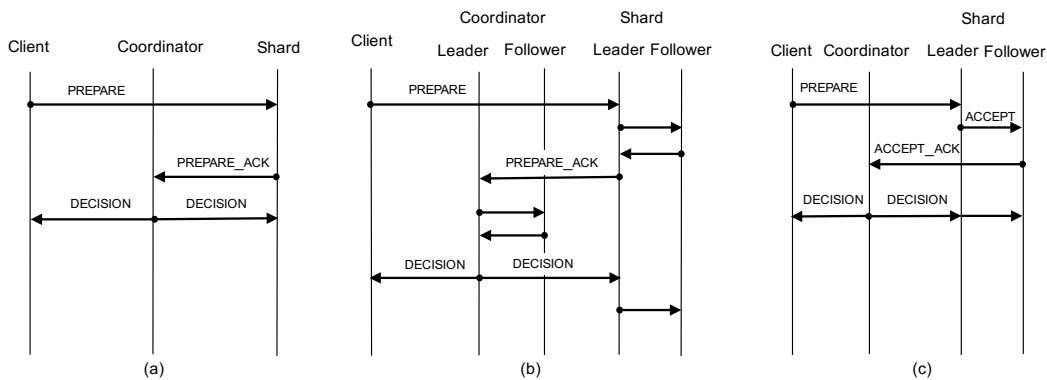 Client Coordinator Shard
PREPARE
PREPARE_ACK
DECISION DECISION
(a)
Coordinator Shard
Client
Leader Follower Leader Follower
PREPARE
PREPARE_ACK
DECISION DECISION
(b)
Shard
Client Coordinator Leader Follower
PREPARE
ACCEPT
ACCEPT_ACK
DECISION DECISION
(c)